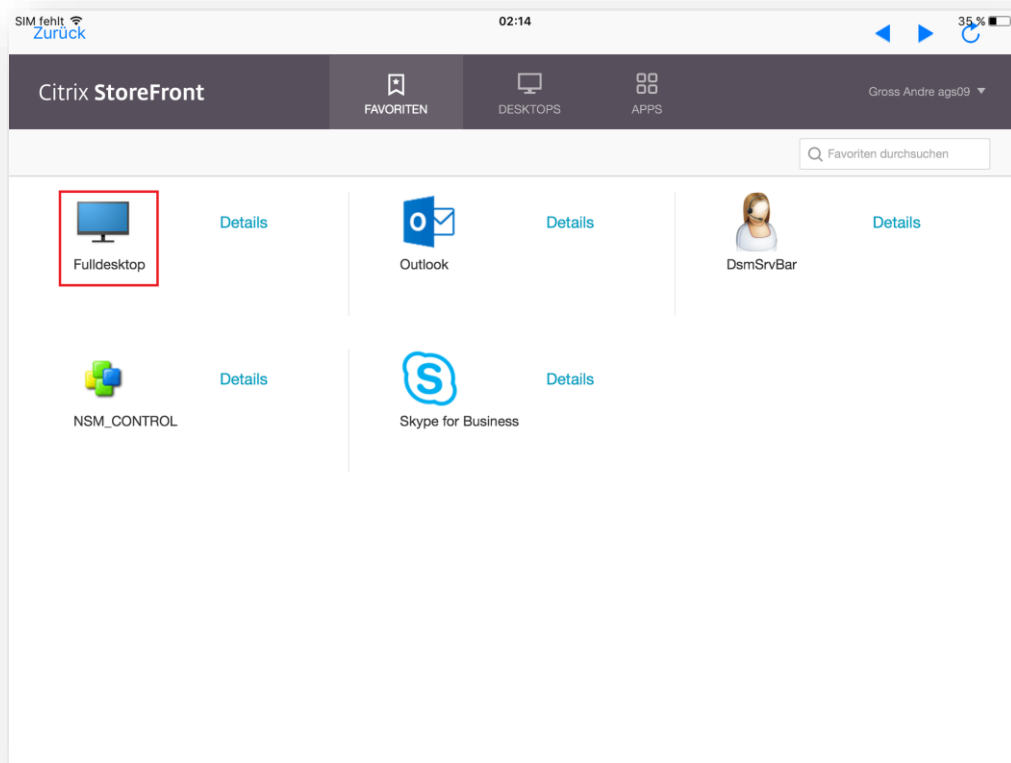 SIM fehlt 02:14 35 %
Zurück
Citrix StoreFront
FAVORITEN DESKTOPS APPS
Gross Andre ags09
Favoriten durchsuchen
Details Details Details
Fulldesktop Outlook DsmSrvBar
Details Details
NSM_CONTROL Skype for Business